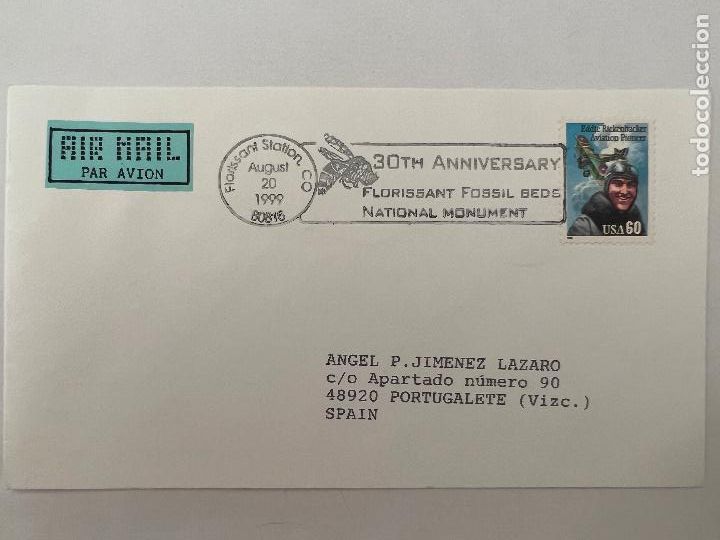 AIR MAIL
PAR AVION
Florissant Station, CO
August
20
1999
80816
30TH ANNIVERSARY
FLORISSANT FOSSIL BEDS
NATIONAL MONUMENT
Eddie Rickenbacker
Aviation Pioneer
USA 60
ANGEL P.JIMENEZ LAZARO
c/o Apartado número 90
48920 PORTUGALETE (Vizc.)
SPAIN
todocoleccion